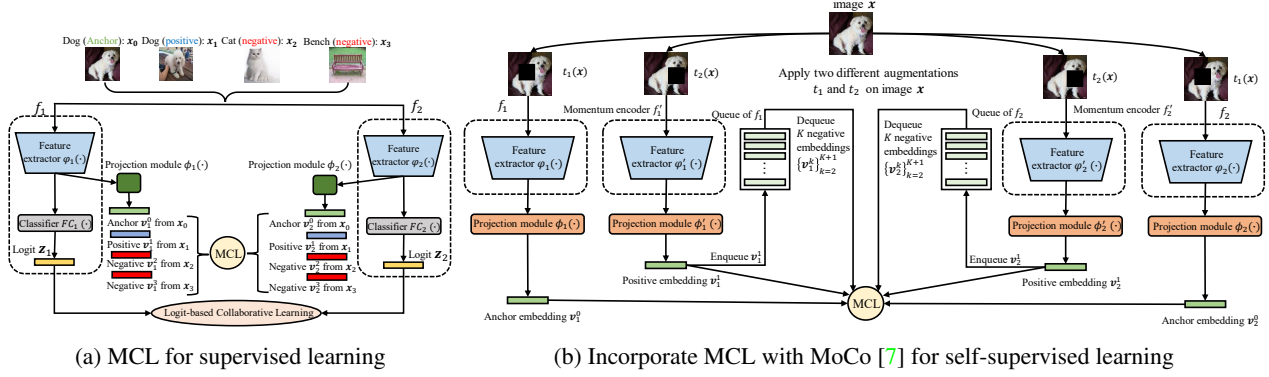 Dog (Anchor): x₀ Dog (positive): x₁ Cat (negative): x₂ Bench (negative): x₃
f₁
f₂
Feature
extractor φ₁(·)
Projection module ϕ₁(·)
Projection module ϕ₂(·)
Feature
extractor φ₂(·)
Classifier FC₁ (·)
Anchor v₁⁰ from x₀
Positive v₁¹ from x₁
Negative v₁² from x₂
Negative v₁³ from x₃
Logit Z₁
MCL
Anchor v₂⁰ from x₀
Positive v₂¹ from x₁
Negative v₂² from x₂
Negative v₂³ from x₃
Classifier FC₂ (·)
Logit Z₂
Logit-based Collaborative Learning
(a) MCL for supervised learning
image x
t₁(x)
t₂(x)
Apply two different augmentations
t₁ and t₂ on image x
t₂(x)
t₁(x)
f₁
Momentum encoder f₁′
Queue of f₁
Queue of f₂
Momentum encoder f₂′
f₂
Feature
extractor φ₁(·)
Feature
extractor φ₁′(·)
Dequeue
K negative
embeddings
{v₁ᵏ}ₖ₌₂ᴷ⁺¹
Dequeue
K negative
embeddings
{v₂ᵏ}ₖ₌₂ᴷ⁺¹
Feature
extractor φ₂′(·)
Feature
extractor φ₂(·)
Projection module ϕ₁(·)
Projection module ϕ₁′(·)
Projection module ϕ₂′(·)
Projection module ϕ₂(·)
Enqueue v₁¹
Enqueue v₂¹
Positive embedding v₁¹
Positive embedding v₂¹
MCL
Anchor embedding v₁⁰
Anchor embedding v₂⁰
(b) Incorporate MCL with MoCo [7] for self-supervised learning